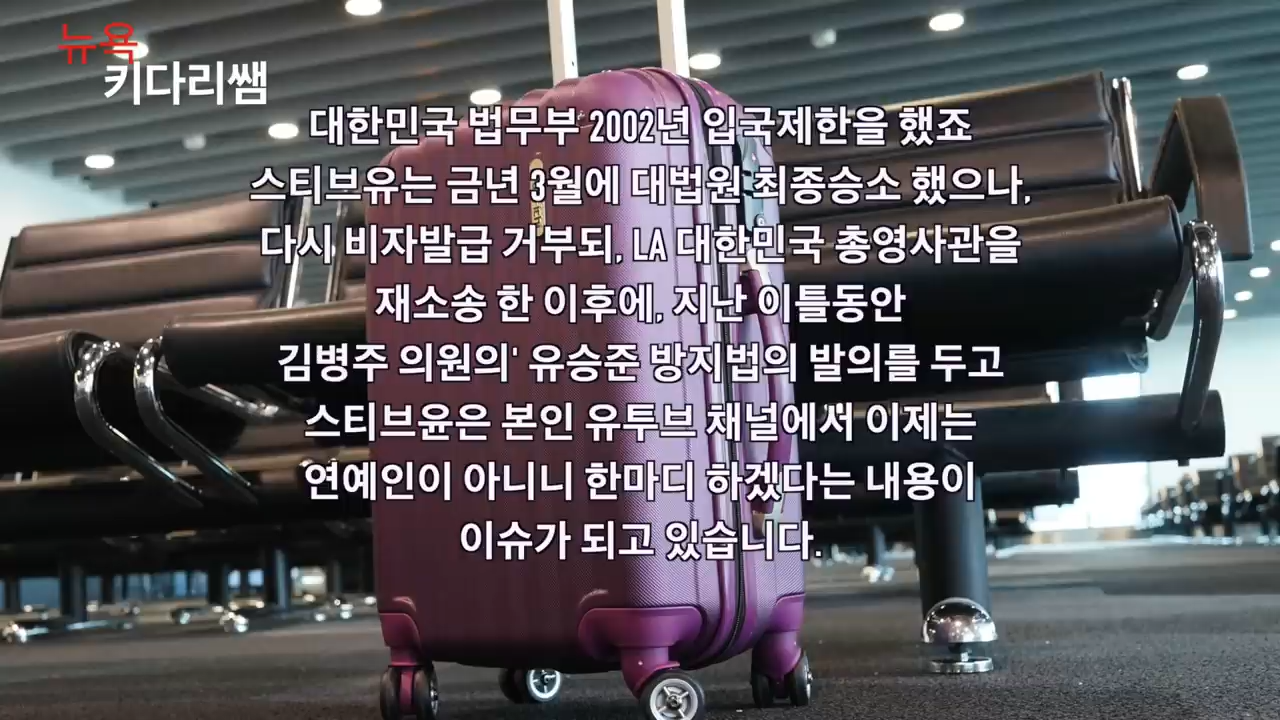 뉴욕
키다리쌤
대한민국 법무부 2002년 입국제한을 했죠
스티브유는 금년 3월에 대법원 최종승소 했으나,
다시 비자발급 거부되, LA 대한민국 총영사관을
재소송 한 이후에, 지난 이틀동안
김병주 의원의' 유승준 방지법의 발의를 두고
스티브윤은 본인 유투브 채널에서 이제는
연예인이 아니니 한마디 하겠다는 내용이
이슈가 되고 있습니다.